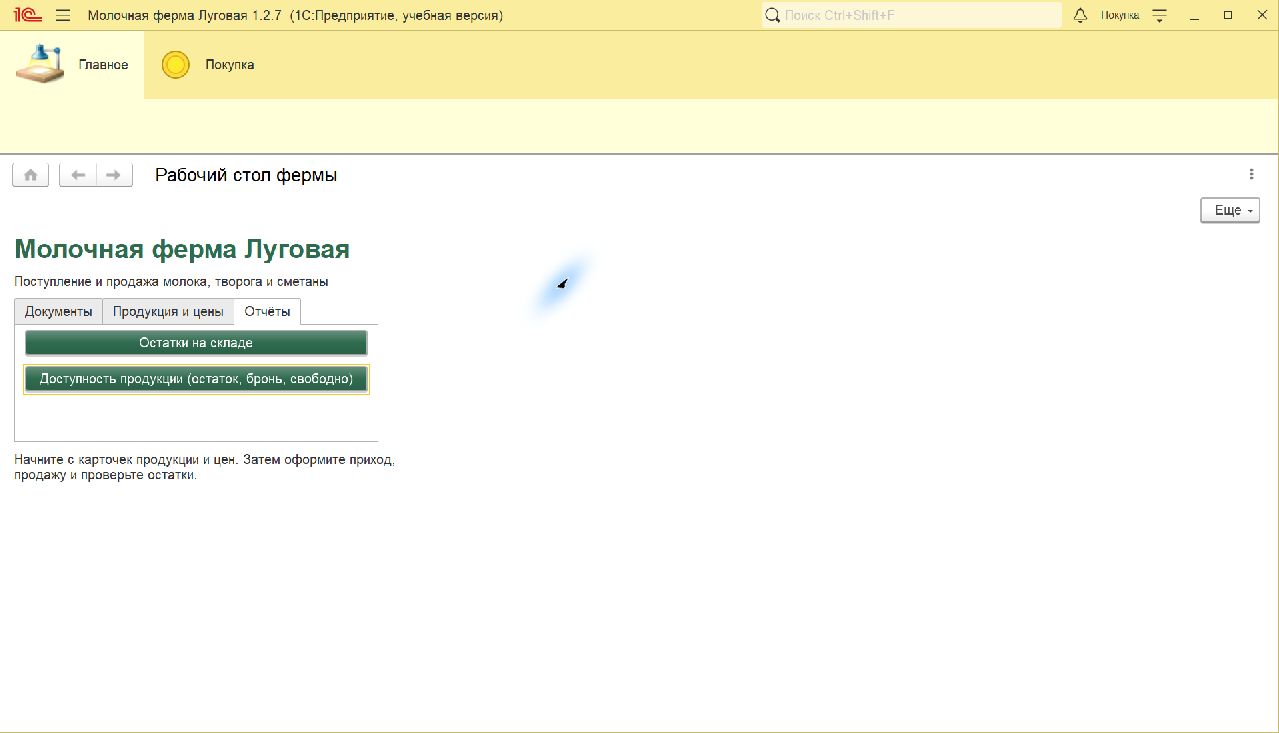 1С Молочная ферма Луговая 1.2.7 (1С:Предприятие, учебная версия) Поиск Ctrl+Shift+F Покупка
Главное Покупка
Рабочий стол фермы
Еще
Молочная ферма Луговая
Поступление и продажа молока, творога и сметаны
Документы Продукция и цены Отчёты
Остатки на складе
Доступность продукции (остаток, бронь, свободно)
Начните с карточек продукции и цен. Затем оформите приход,
продажу и проверьте остатки.